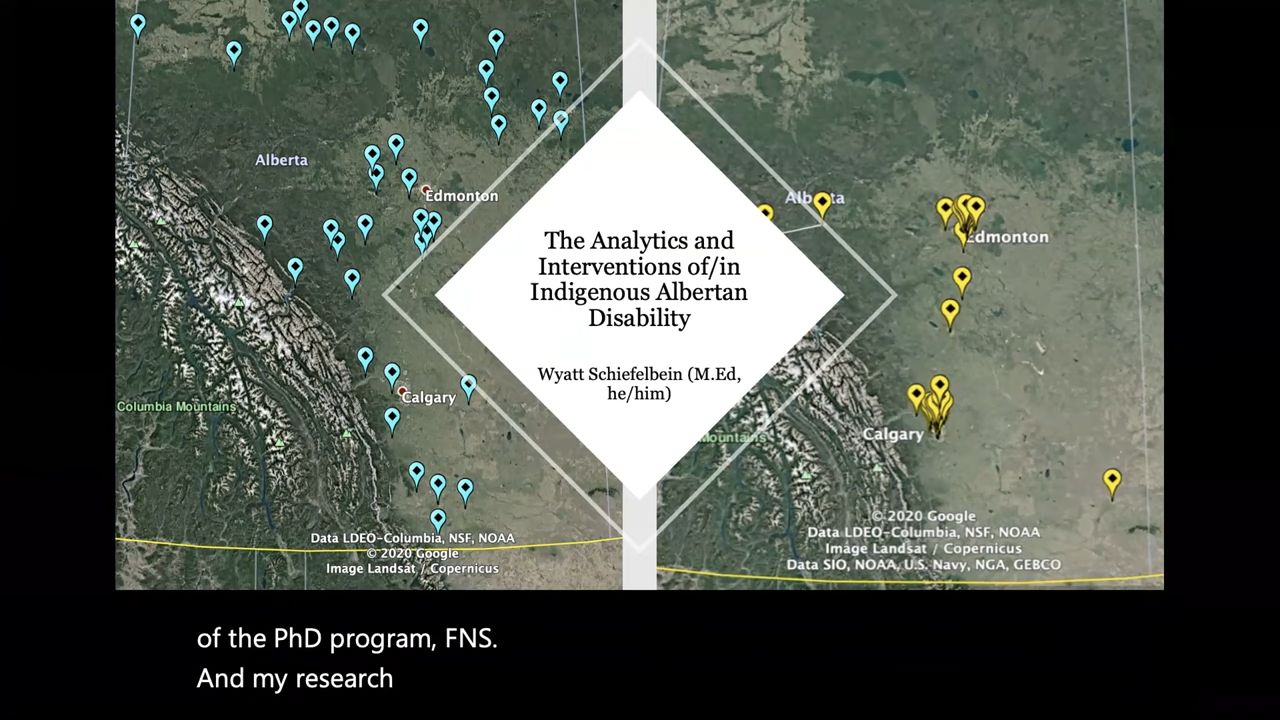 Alberta
Edmonton
Columbia Mountains
Calgary
Data LDEO-Columbia, NSF, NOAA
© 2020 Google
Image Landsat / Copernicus
The Analytics and
Interventions of/in
Indigenous Albertan
Disability
Wyatt Schiefelbein (M.Ed,
he/him)
Edmonton
Calgary
Mountains
© 2020 Google
Data LDEO-Columbia, NSF, NOAA
Image Landsat / Copernicus
Data SIO, NOAA, U.S. Navy, NGA, GEBCO
of the PhD program, FNS.
And my research